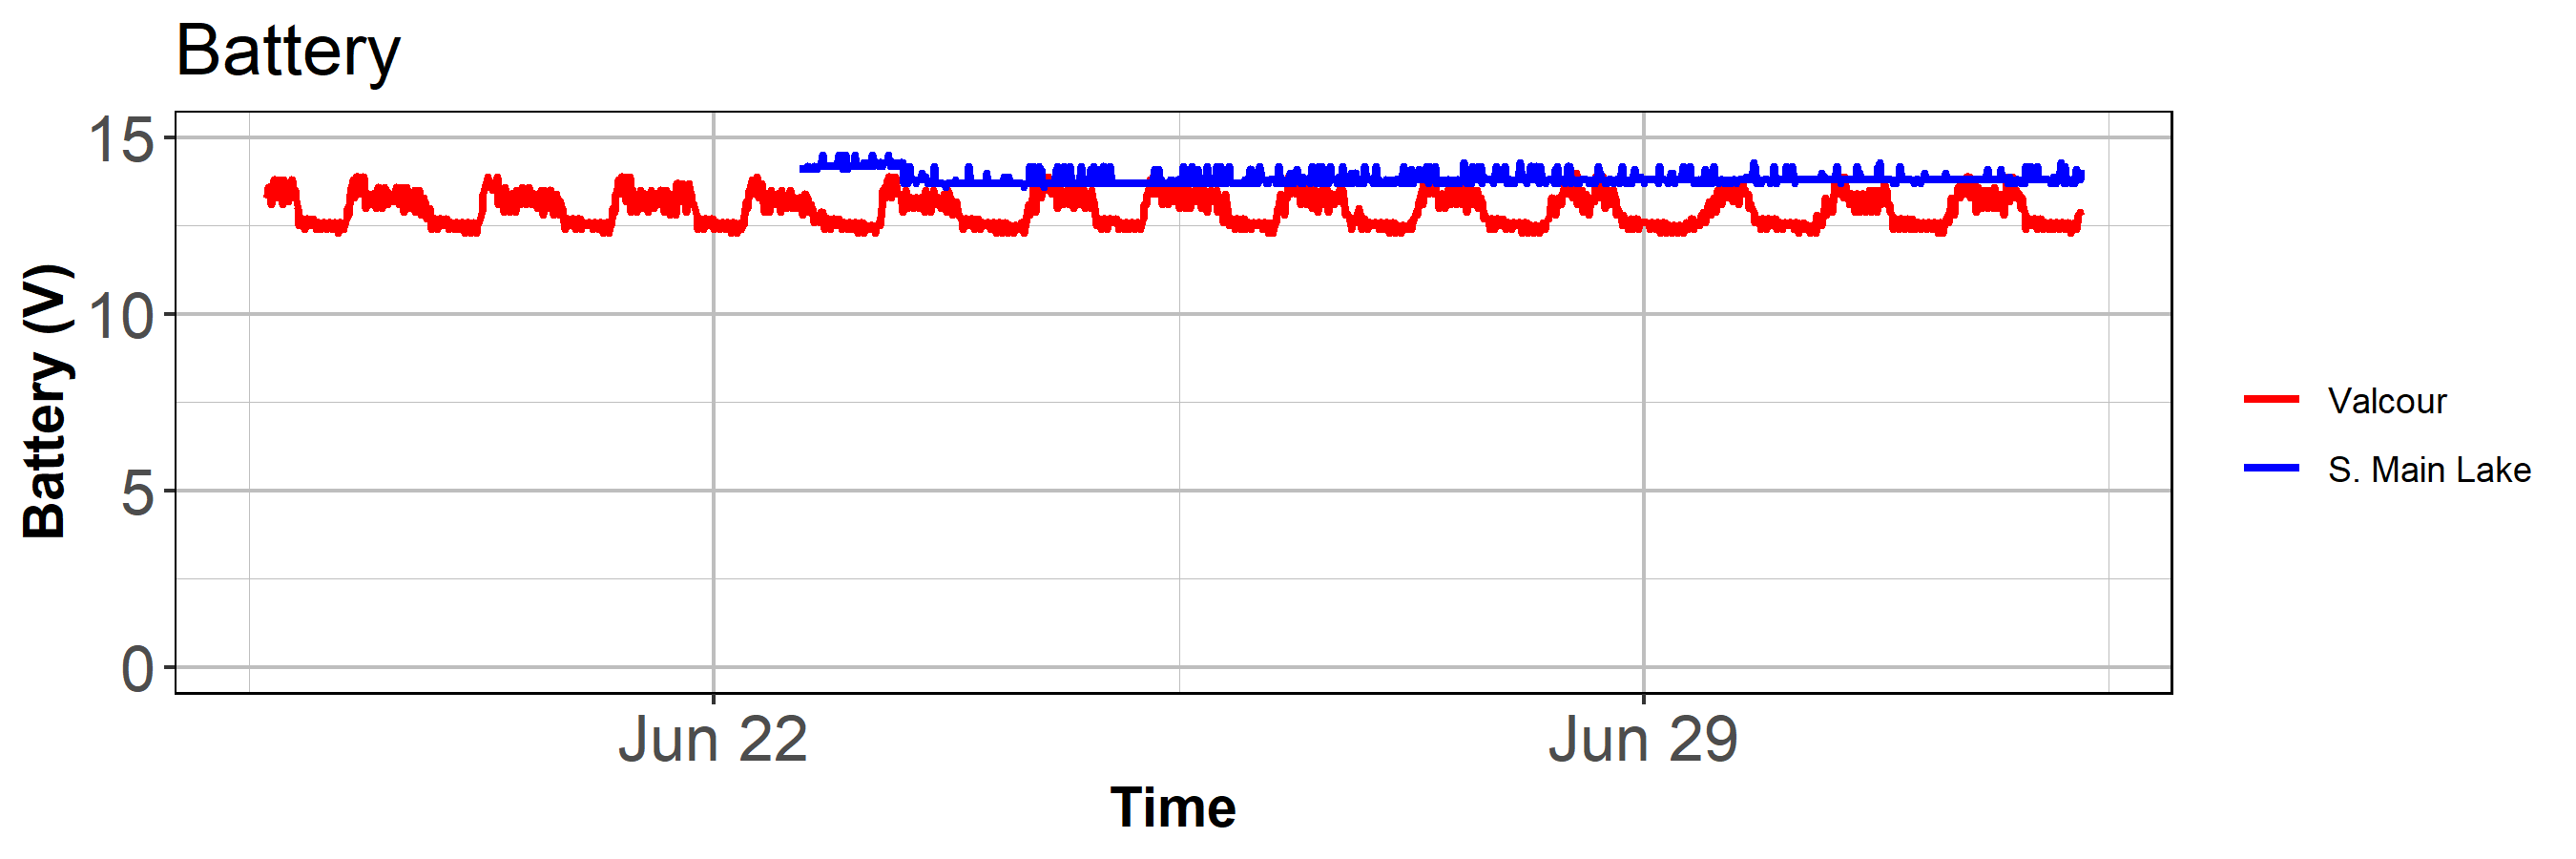 Battery
15
10
5
0
Battery (V)
Jun 22
Jun 29
Time
Valcour
S. Main Lake